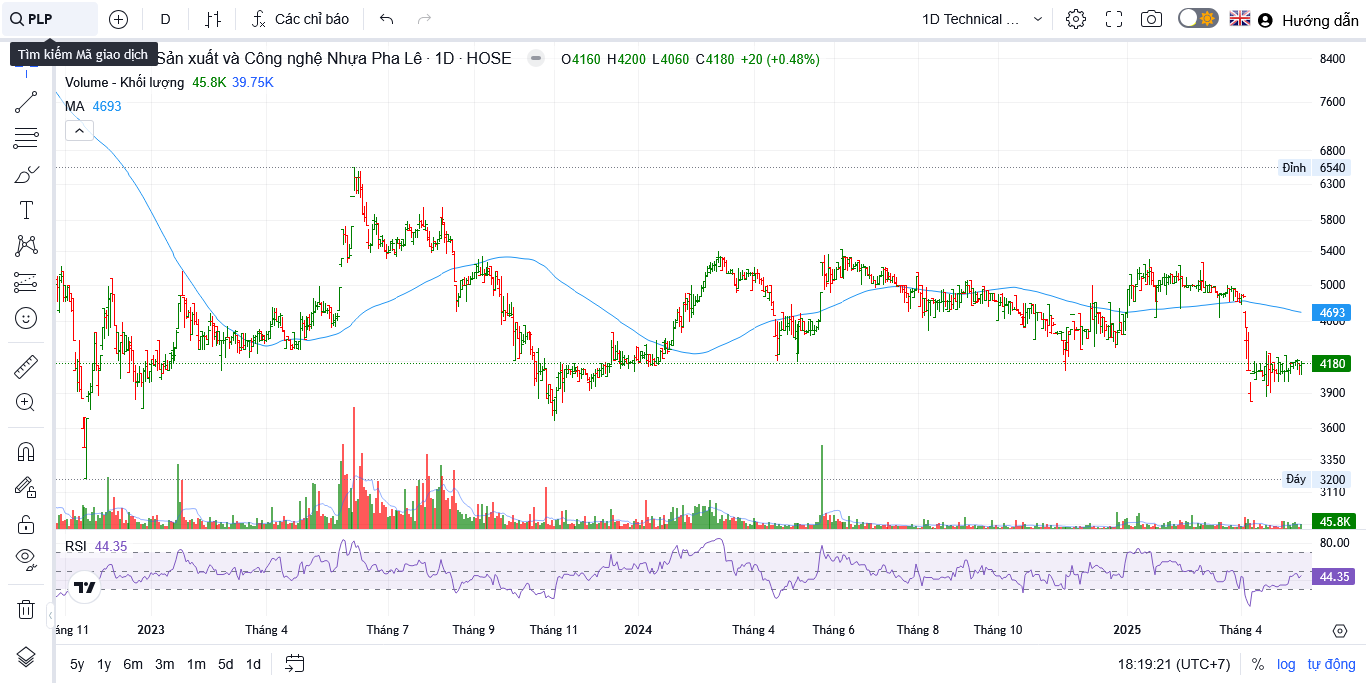 PLP
D
Các chỉ báo
1D Technical ...
Hướng dẫn
Tìm kiếm Mã giao dịch
Sản xuất và Công nghệ Nhựa Pha Lê · 1D · HOSE
O4160 H4200 L4060 C4180 +20 (+0.48%)
Volume - Khối lượng 45.8K 39.75K
MA 4693
8400
7600
6800
Đỉnh 6540
6300
5800
5400
5000
4693
4600
4180
3900
3600
3350
Đáy 3200
3110
45.8K
RSI 44.35
80.00
44.35
áng 11 2023 Tháng 4 Tháng 7 Tháng 9 Tháng 11 2024 Tháng 4 Tháng 6 Tháng 8 Tháng 10 2025 Tháng 4
5y 1y 6m 3m 1m 5d 1d
18:19:21 (UTC+7) % log tự động